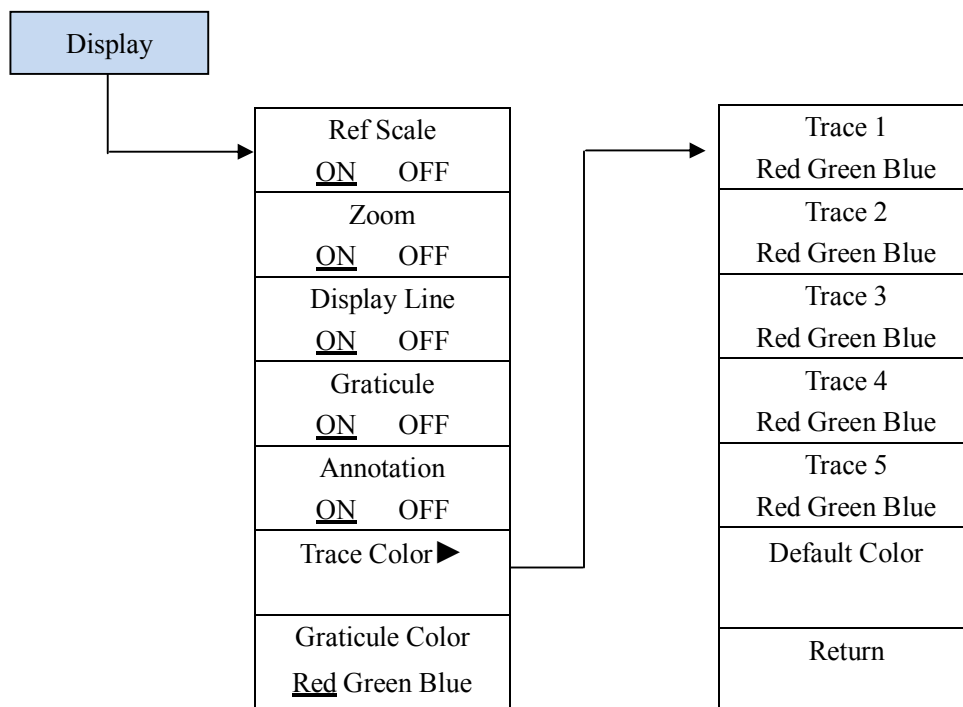 Display
Ref Scale
ON OFF
Zoom
ON OFF
Display Line
ON OFF
Graticule
ON OFF
Annotation
ON OFF
Trace Color►
Graticule Color
Red Green Blue
Trace 1
Red Green Blue
Trace 2
Red Green Blue
Trace 3
Red Green Blue
Trace 4
Red Green Blue
Trace 5
Red Green Blue
Default Color
Return